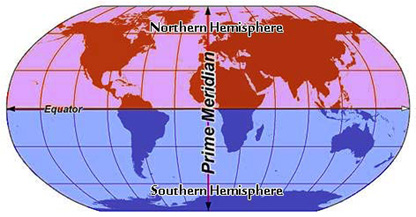 Northern Hemisphere
Equator
Prime Meridian
Southern Hemisphere